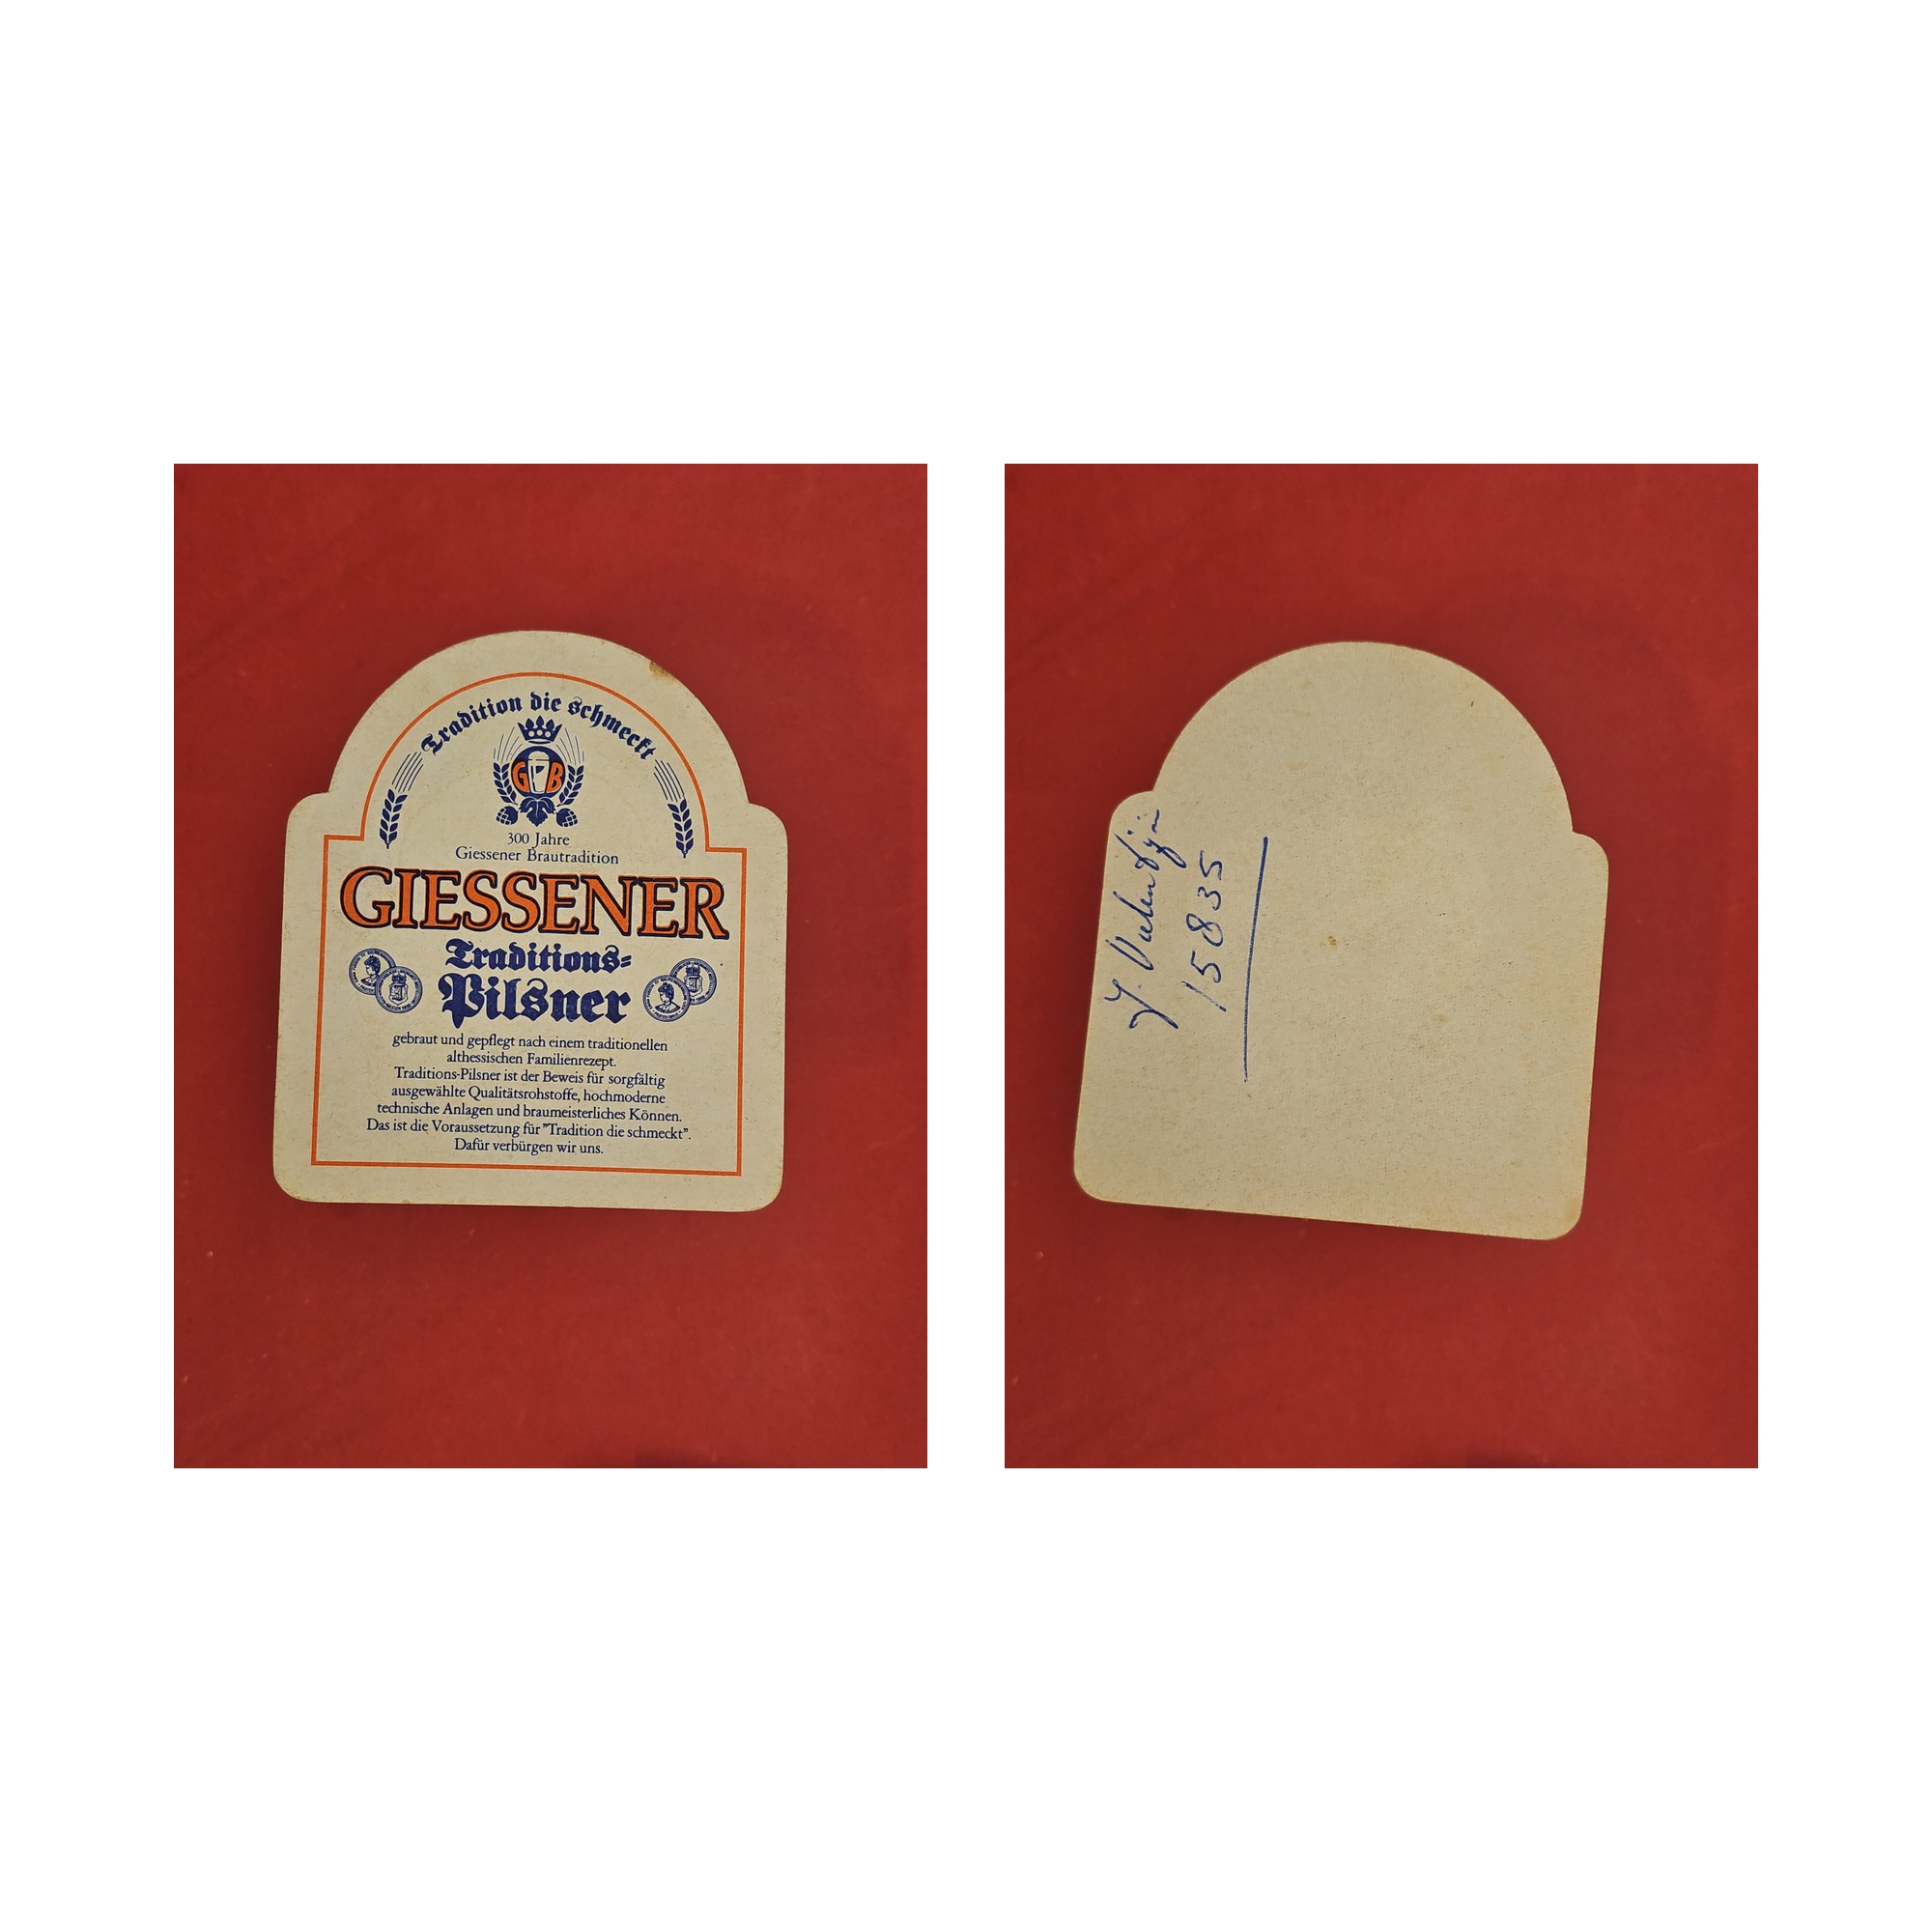 Tradition die schmeckt
G B
300 Jahre
Giessener Brautradition
GIESSENER
Traditions-
Pilsner
gebraut und gepflegt nach einem traditionellen
althessischen Familienrezept.
Traditions-Pilsner ist der Beweis für sorgfältig
ausgewählte Qualitätsrohstoffe, hochmoderne
technische Anlagen und braumeisterliches Können.
Das ist die Voraussetzung für "Tradition die schmeckt".
Dafür verbürgen wir uns.
15835